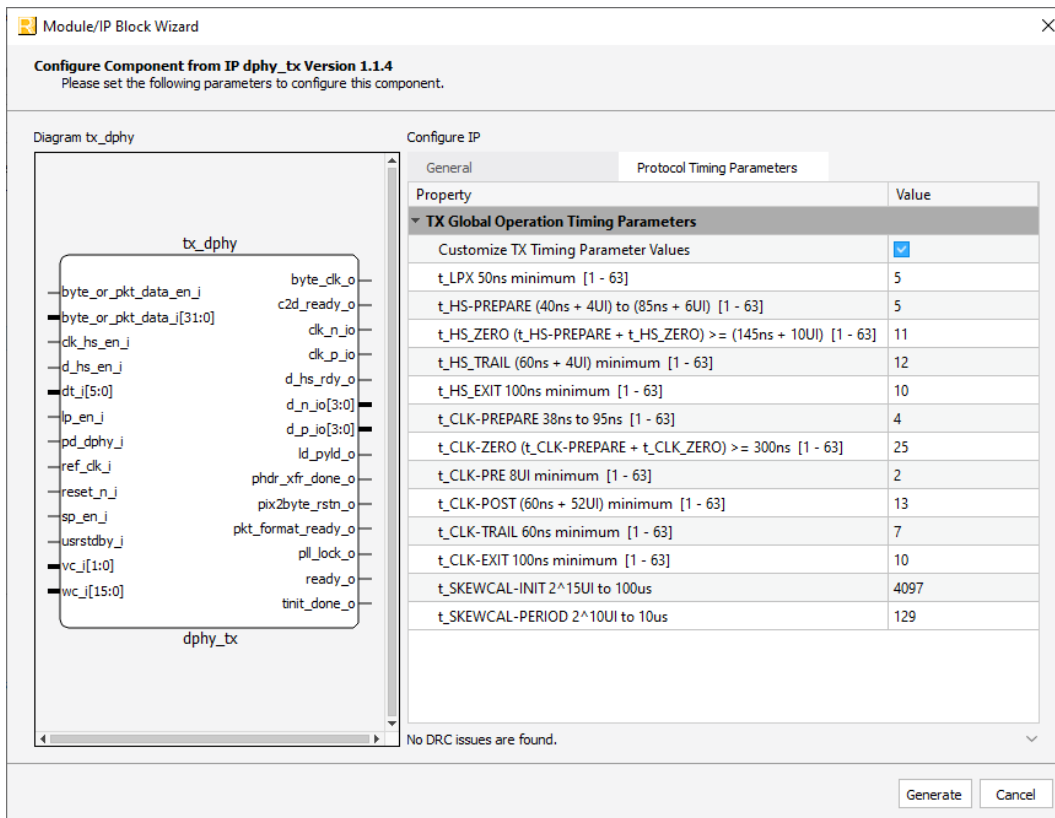 Module/IP Block Wizard
Configure Component from IP dphy_tx Version 1.1.4
Please set the following parameters to configure this component.
Diagram tx_dphy
tx_dphy
byte_or_pkt_data_en_i
byte_or_pkt_data_i[31:0]
clk_hs_en_i
d_hs_en_i
dt_i[5:0]
lp_en_i
pd_dphy_i
ref_clk_i
reset_n_i
sp_en_i
usrstdby_i
vc_i[1:0]
wc_i[15:0]
byte_clk_o
c2d_ready_o
clk_n_io
clk_p_io
d_hs_rdy_o
d_n_io[3:0]
d_p_io[3:0]
ld_pyld_o
phdr_xfr_done_o
pix2byte_rstn_o
pkt_format_ready_o
pll_lock_o
ready_o
tinit_done_o
dphy_tx
Configure IP
General Protocol Timing Parameters
Property Value
TX Global Operation Timing Parameters
Customize TX Timing Parameter Values
t_LPX 50ns minimum [1 - 63] 5
t_HS-PREPARE (40ns + 4UI) to (85ns + 6UI) [1 - 63] 5
t_HS_ZERO (t_HS-PREPARE + t_HS_ZERO) >= (145ns + 10UI) [1 - 63] 11
t_HS_TRAIL (60ns + 4UI) minimum [1 - 63] 12
t_HS_EXIT 100ns minimum [1 - 63] 10
t_CLK-PREPARE 38ns to 95ns [1 - 63] 4
t_CLK-ZERO (t_CLK-PREPARE + t_CLK_ZERO) >= 300ns [1 - 63] 25
t_CLK-PRE 8UI minimum [1 - 63] 2
t_CLK-POST (60ns + 52UI) minimum [1 - 63] 13
t_CLK-TRAIL 60ns minimum [1 - 63] 7
t_CLK-EXIT 100ns minimum [1 - 63] 10
t_SKEWCAL-INIT 2^15UI to 100us 4097
t_SKEWCAL-PERIOD 2^10UI to 10us 129
No DRC issues are found.
Generate Cancel